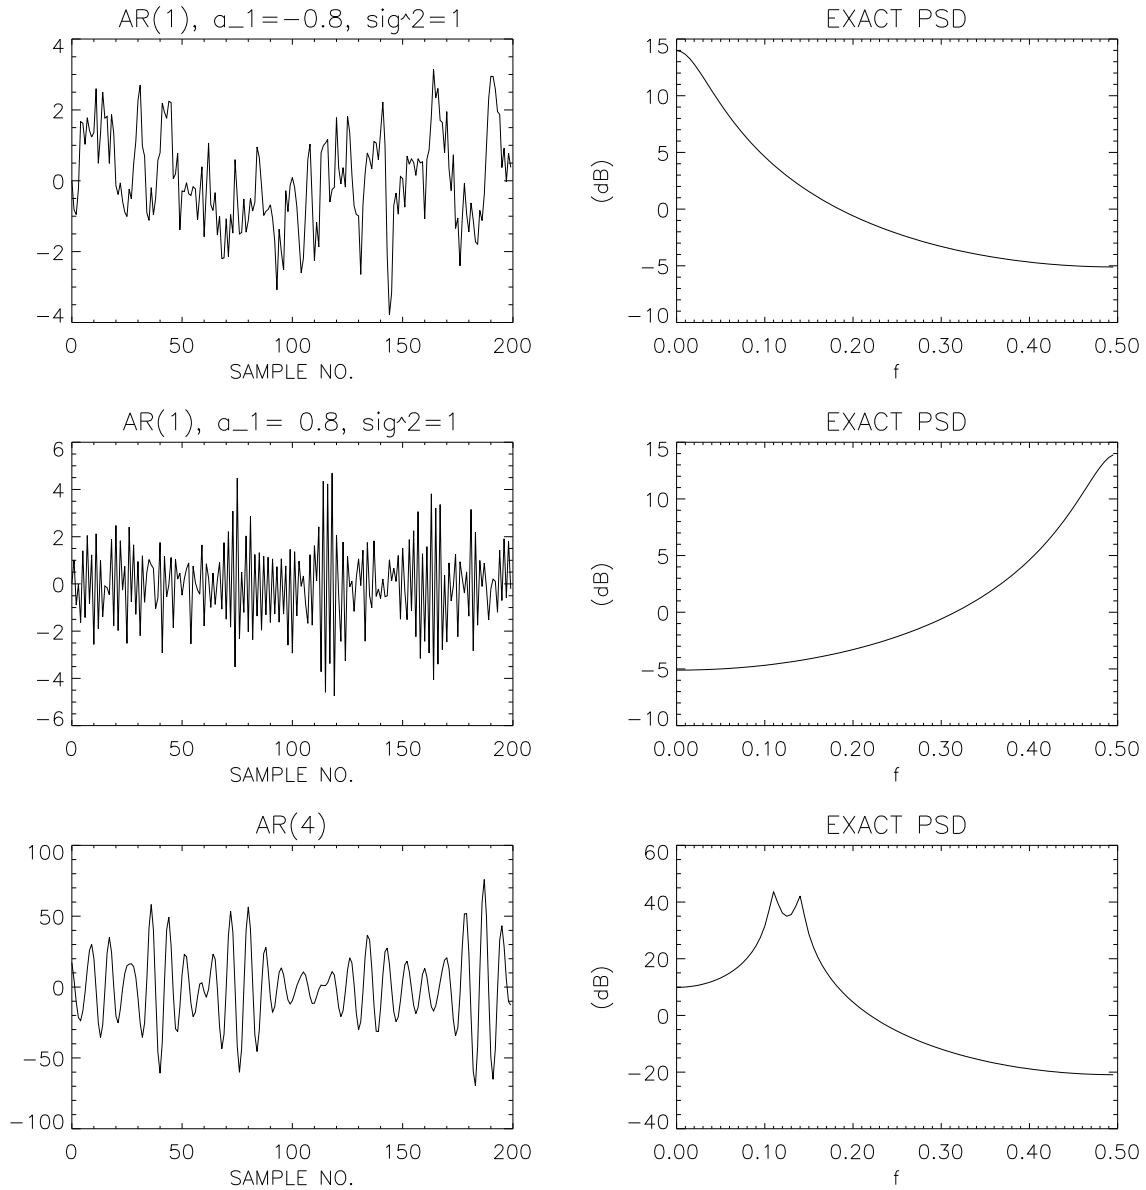 AR(1), a_1=−0.8, sig^2=1
4
2
0
−2
−4
0 50 100 150 200
SAMPLE NO.
EXACT PSD
15
10
5
0
−5
−10
(dB)
0.00 0.10 0.20 0.30 0.40 0.50
f
AR(1), a_1= 0.8, sig^2=1
6
4
2
0
−2
−4
−6
0 50 100 150 200
SAMPLE NO.
EXACT PSD
15
10
5
0
−5
−10
(dB)
0.00 0.10 0.20 0.30 0.40 0.50
f
AR(4)
100
50
0
−50
−100
0 50 100 150 200
SAMPLE NO.
EXACT PSD
60
40
20
0
−20
−40
(dB)
0.00 0.10 0.20 0.30 0.40 0.50
f